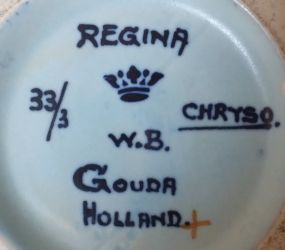 REGINA
33/3
CHRYSO.
W.B.
GOUDA
HOLLAND.